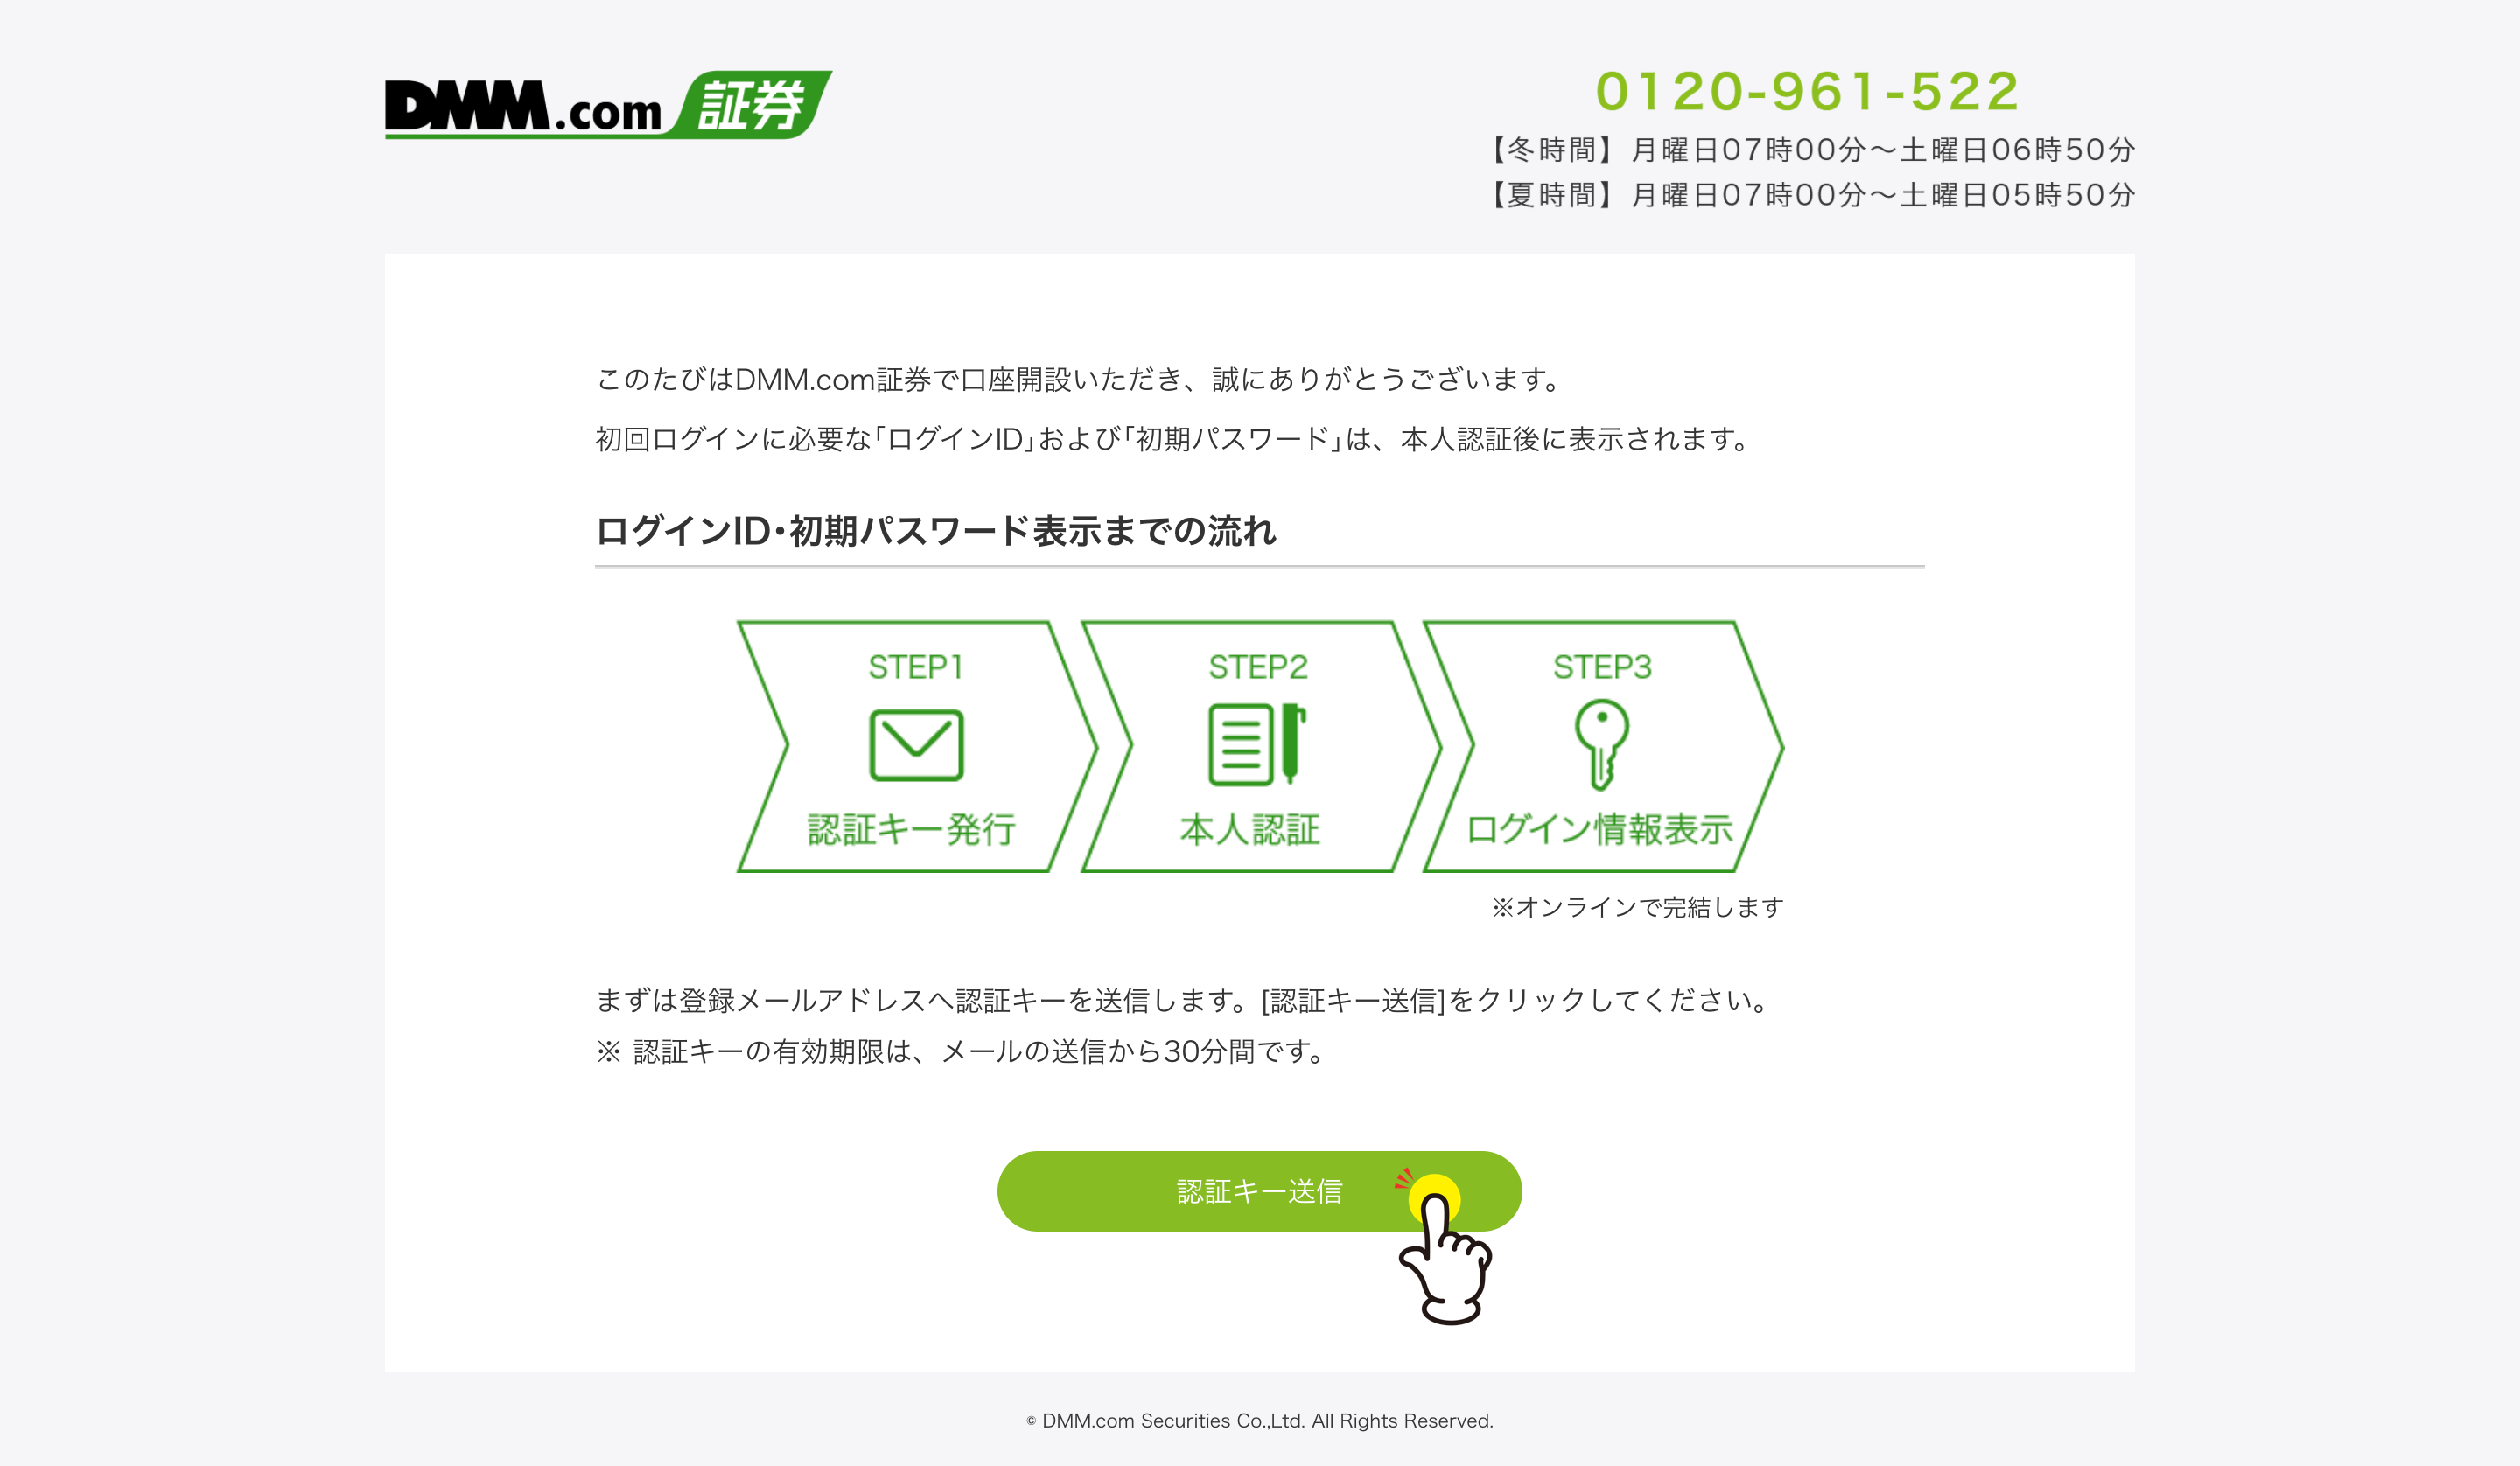 DMM.com 証券
0120-961-522
【冬時間】月曜日07時00分～土曜日06時50分
【夏時間】月曜日07時00分～土曜日05時50分
このたびはDMM.com証券で口座開設いただき、誠にありがとうございます。
初回ログインに必要な「ログインID」および「初期パスワード」は、本人認証後に表示されます。
ログインID・初期パスワード表示までの流れ
STEP1
認証キー発行
STEP2
本人認証
STEP3
ログイン情報表示
※オンラインで完結します
まずは登録メールアドレスへ認証キーを送信します。[認証キー送信]をクリックしてください。
※ 認証キーの有効期限は、メールの送信から30分間です。
認証キー送信
© DMM.com Securities Co.,Ltd. All Rights Reserved.